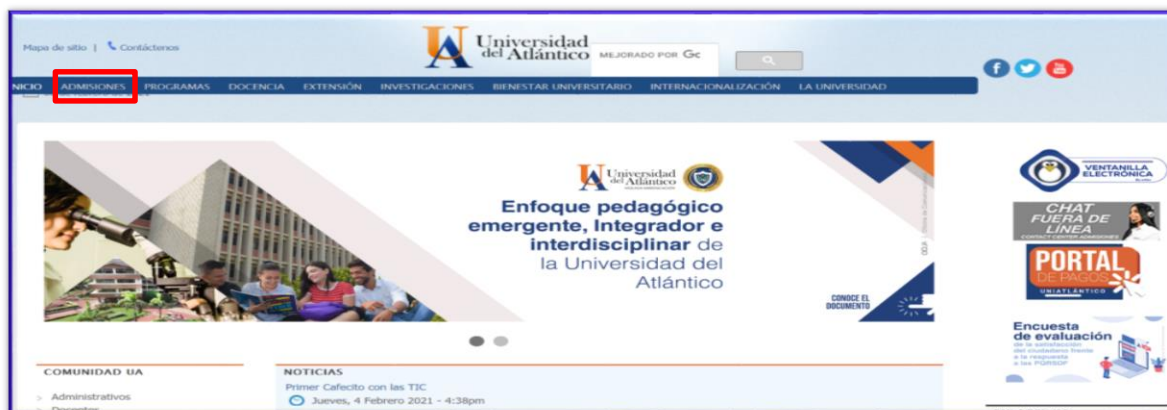 Mapa de sitio | Contáctenos
Universidad
del Atlántico
MEJORADO POR
INICIO ADMISIONES PROGRAMAS DOCENCIA EXTENSIÓN INVESTIGACIONES BIENESTAR UNIVERSITARIO INTERNACIONALIZACIÓN LA UNIVERSIDAD
Universidad
del Atlántico
Enfoque pedagógico
emergente, Integrador e
interdisciplinar de
la Universidad del
Atlántico
CONOCE EL
DOCUMENTO
VENTANILLA
ELECTRÓNICA
CHAT
FUERA DE
LÍNEA
CONTACT CENTER ADMISIONES
PORTAL
DE PAGOS
UNIATLÁNTICO
Encuesta
de evaluación
de la satisfacción
del ciudadano frente
a la respuesta
a las PQRSDF
COMUNIDAD UA
Administrativos
Docentes
NOTICIAS
Primer Cafecito con las TIC
Jueves, 4 Febrero 2021 - 4:38pm